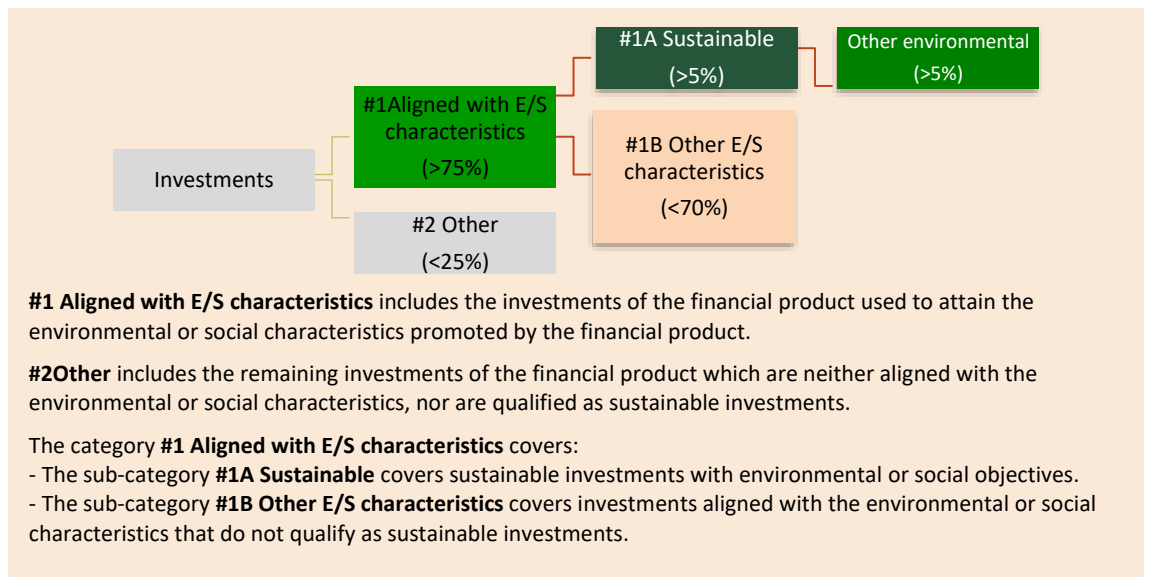 #1A Sustainable
(>5%)
Other environmental
(>5%)
#1Aligned with E/S
characteristics
(>75%)
#1B Other E/S
characteristics
(<70%)
Investments
#2 Other
(<25%)
#1 Aligned with E/S characteristics includes the investments of the financial product used to attain the
environmental or social characteristics promoted by the financial product.
#2Other includes the remaining investments of the financial product which are neither aligned with the
environmental or social characteristics, nor are qualified as sustainable investments.
The category #1 Aligned with E/S characteristics covers:
- The sub-category #1A Sustainable covers sustainable investments with environmental or social objectives.
- The sub-category #1B Other E/S characteristics covers investments aligned with the environmental or social
characteristics that do not qualify as sustainable investments.